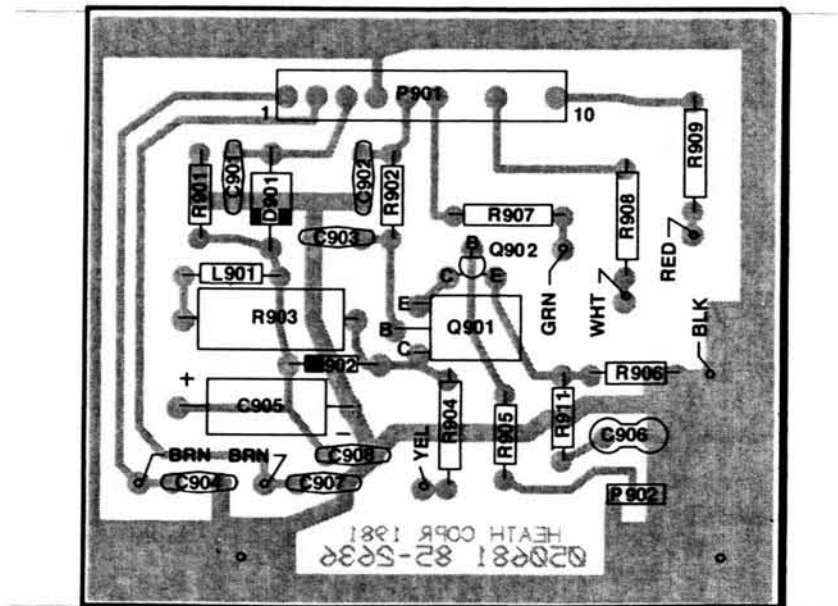 P901
1 10
R901
C901
D901
C902
R902
R909
R907
R908
C903
B
Q902
RED
L901
C
E
GRN
WHT
R903
E
B
Q901
BLK
C
902
R906
+
C905
R904
R905
R911
C906
-
YEL
BRN BRN
C908
C904
C907
P902
HEATH COPR 1981
050681 85-2636